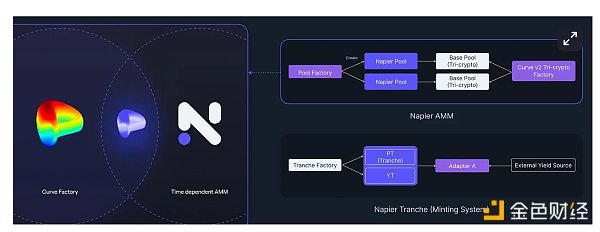 Curve Factory
Time dependent AMM
Pool Factory
Create
Napier Pool
Napier Pool
Base Pool
(Tri-crypto)
Base Pool
(Tri-crypto)
Curve v2 Tri-crypto
Factory
Napier AMM
Tranche Factory
PT
(Tranche)
YT
Adapter A
External Yield Source
Napier Tranche (Minting System)
金色财经